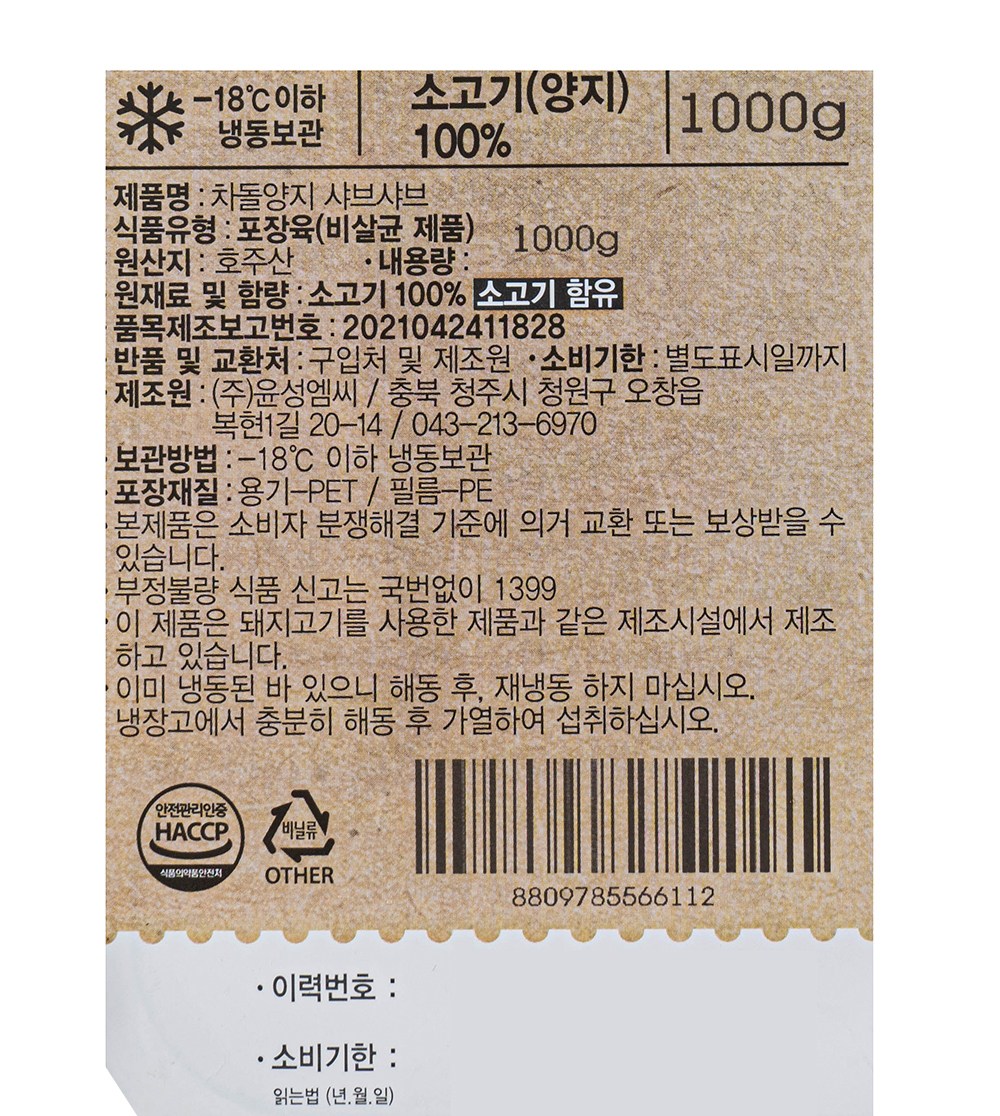 -18℃이하
냉동보관
소고기(양지)
100%
1000g
제품명 : 차돌양지 샤브샤브
식품유형 : 포장육(비살균 제품)
1000g
원산지 : 호주산 ·내용량 :
원재료 및 함량 : 소고기 100% 소고기 함유
품목제조보고번호 : 2021042411828
반품 및 교환처 : 구입처 및 제조원 ·소비기한 : 별도표시일까지
·제조원 : (주)윤성엠씨 / 충북 청주시 청원구 오창읍
복현1길 20-14 / 043-213-6970
·보관방법 : -18℃ 이하 냉동보관
·포장재질 : 용기-PET / 필름-PE
·본제품은 소비자 분쟁해결 기준에 의거 교환 또는 보상받을 수
있습니다.
·부정불량 식품 신고는 국번없이 1399
·이 제품은 돼지고기를 사용한 제품과 같은 제조시설에서 제조
하고 있습니다.
·이미 냉동된 바 있으니 해동 후, 재냉동 하지 마십시오.
냉장고에서 충분히 해동 후 가열하여 섭취하십시오.
안전관리인증
HACCP
식품의약품안전처
비닐류
OTHER
8809785566112
·이력번호 :
·소비기한 :
읽는법 (년.월.일)